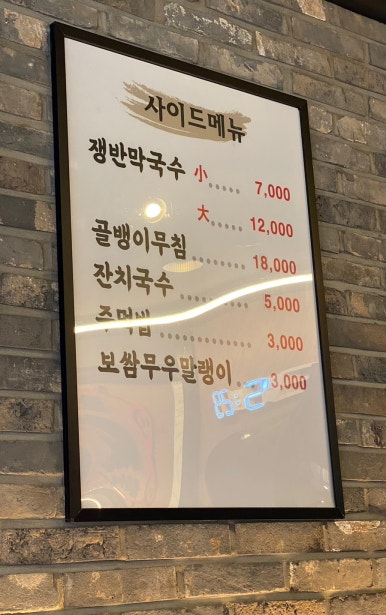 사이드메뉴
쟁반막국수 小..... 7,000
大..... 12,000
골뱅이무침 ....... 18,000
잔치국수 .......... 5,000
주먹밥 .............. 3,000
보쌈무우말랭이 .... 3,000